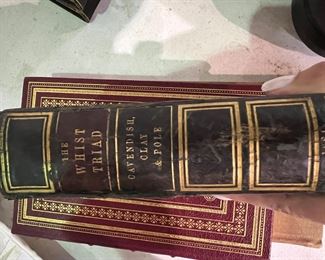 THE
WHIST
TRIAD
CAVENDISH,
CLAY
& POLE